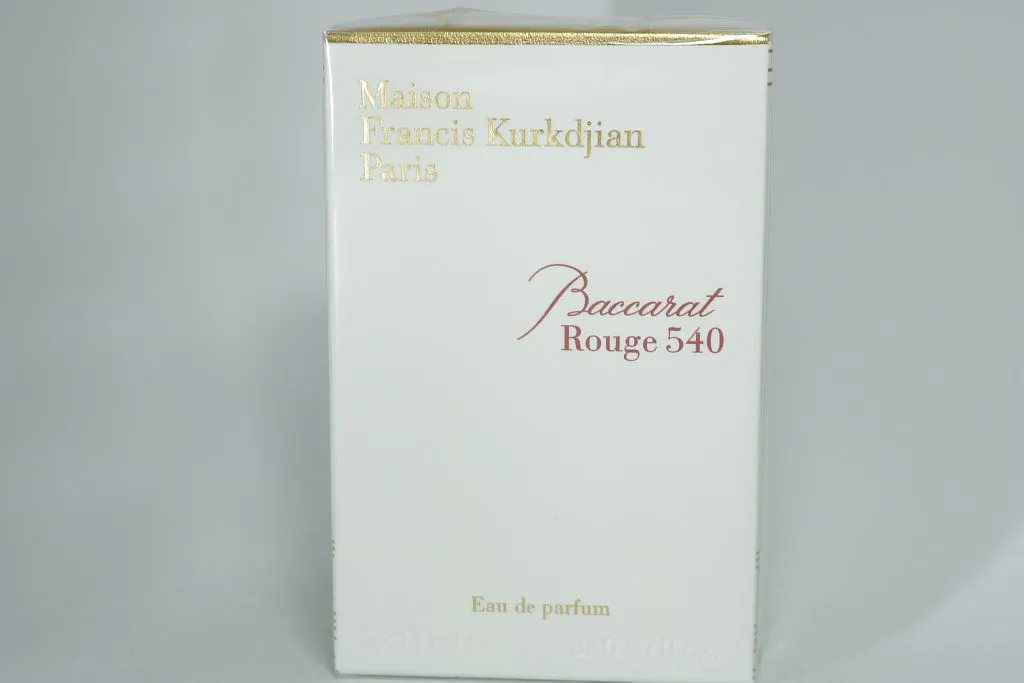 Maison
Francis Kurkdjian
Paris
Baccarat
Rouge 540
Eau de parfum